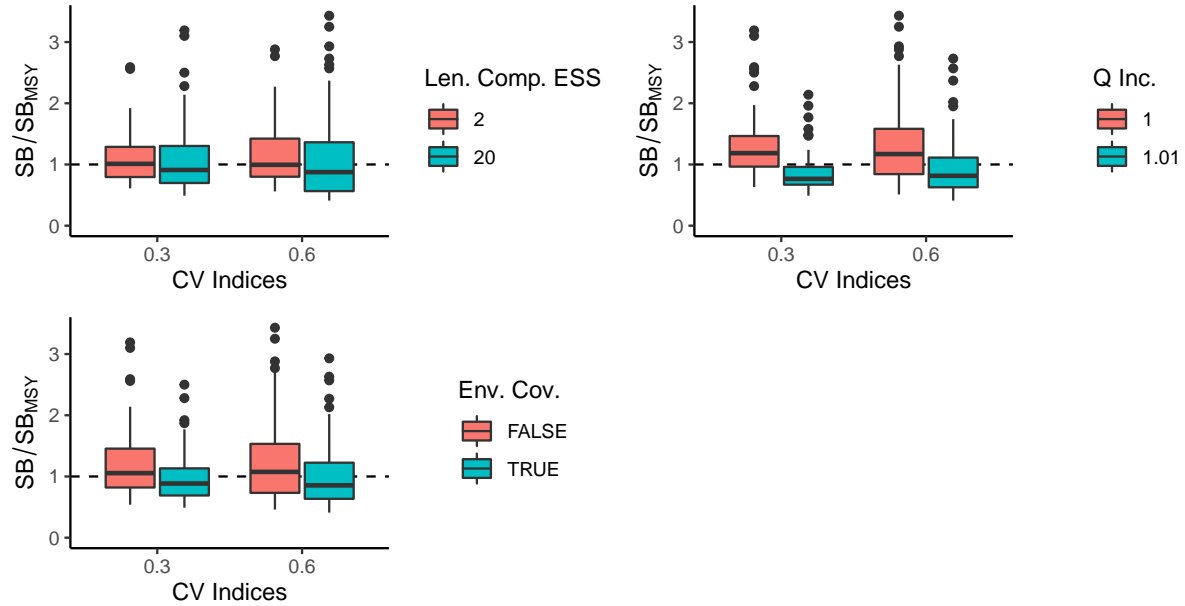 SB/SB_MSY
3
2
1
0
0.3
0.6
CV Indices
Len. Comp. ESS
2
20
SB/SB_MSY
3
2
1
0
0.3
0.6
CV Indices
Q Inc.
1
1.01
SB/SB_MSY
3
2
1
0
0.3
0.6
CV Indices
Env. Cov.
FALSE
TRUE